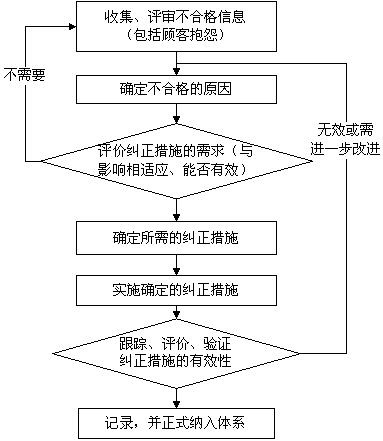 收集、评审不合格信息
（包括顾客抱怨）
不需要
确定不合格的原因
无效或需
进一步改进
评价纠正措施的需求（与
影响相适应、能否有效）
确定所需的纠正措施
实施确定的纠正措施
跟踪、评价、验证
纠正措施的有效性
记录，并正式纳入体系